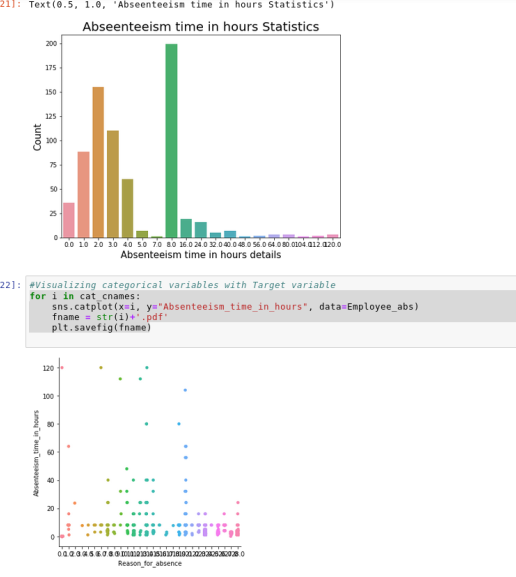 21]: Text(0.5, 1.0, 'Absenteeism time in hours Statistics')
Abseenteeism time in hours Statistics
200
175
150
125
100
75
50
25
0
Count
0.0 1.0 2.0 3.0 4.0 5.0 7.0 8.0 16.0 24.0 32.0 40.0 48.0 56.0 64.0 80.0 104.0 112.0 120.0
Absenteeism time in hours details
22]: #Visualizing categorical variables with Target variable
for i in cat_cnames:
sns.catplot(x=i, y="Absenteeism_time_in_hours", data=Employee_abs)
fname = str(i)+'.pdf'
plt.savefig(fname)
120
100
80
60
40
20
0
Absenteeism_time_in_hours
Reason_for_absence